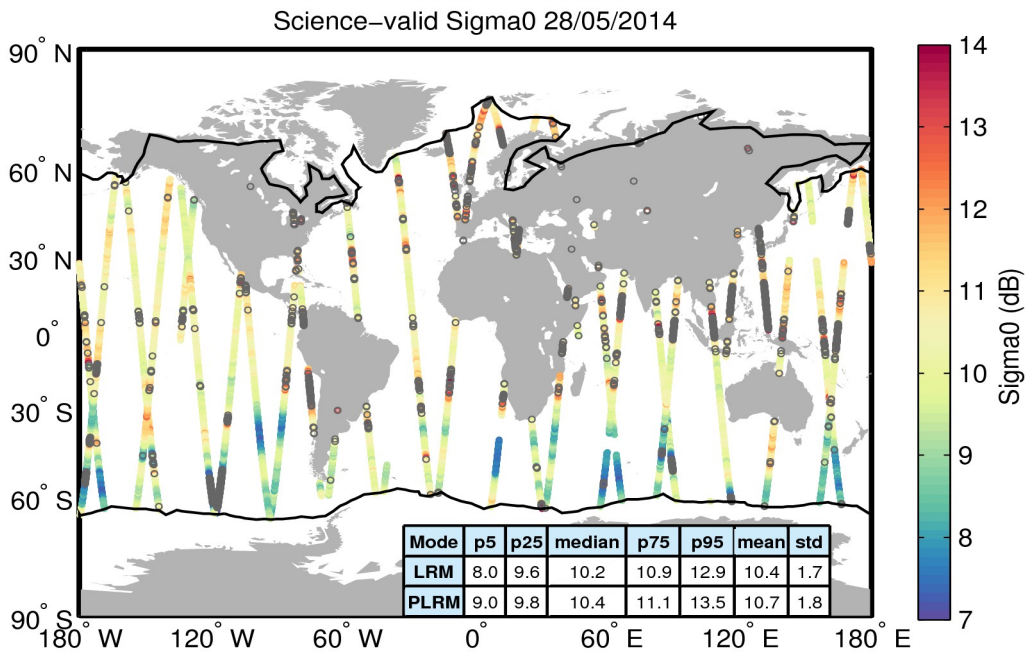 Science−valid Sigma0 28/05/2014
90° N
60° N
30° N
0°
30° S
60° S
90° S
180° W
120° W
60° W
0°
60° E
120° E
180° E
14
13
12
11
10
9
8
7
Sigma0 (dB)
Mode p5 p25 median p75 p95 mean std
LRM 8.0 9.6 10.2 10.9 12.9 10.4 1.7
PLRM 9.0 9.8 10.4 11.1 13.5 10.7 1.8